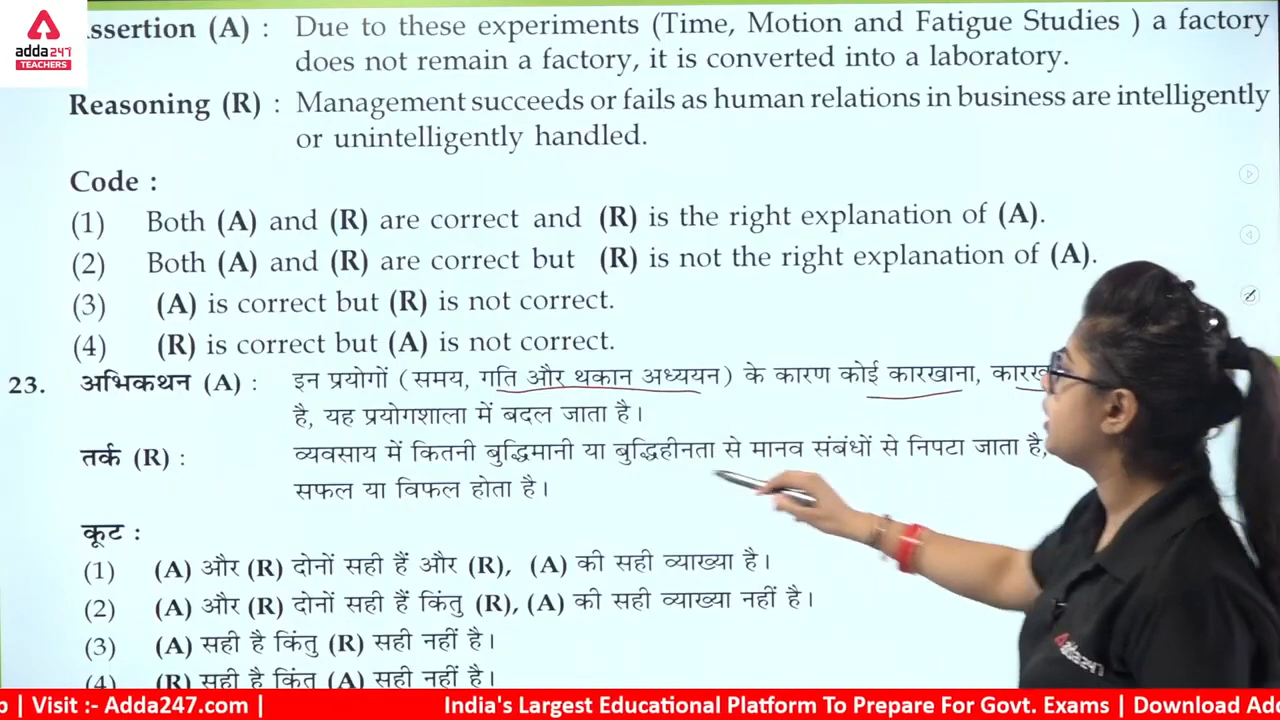 adda247
TEACHERS
ssertion (A) : Due to these experiments (Time, Motion and Fatigue Studies ) a factory
does not remain a factory, it is converted into a laboratory.
Reasoning (R) : Management succeeds or fails as human relations in business are intelligently
or unintelligently handled.
Code :
(1) Both (A) and (R) are correct and (R) is the right explanation of (A).
(2) Both (A) and (R) are correct but (R) is not the right explanation of (A).
(3) (A) is correct but (R) is not correct.
(4) (R) is correct but (A) is not correct.
23. अभिकथन (A) : इन प्रयोगों (समय, गति और थकान अध्ययन) के कारण कोई कारखाना,
है, यह प्रयोगशाला में बदल जाता है।
तर्क (R) : व्यवसाय में कितनी बुद्धिमानी या बुद्धिहीनता से मानव संबंधों से निपटा जाता है,
सफल या विफल होता है।
कूट :
(1) (A) और (R) दोनों सही हैं और (R), (A) की सही व्याख्या है।
(2) (A) और (R) दोनों सही हैं किंतु (R), (A) की सही व्याख्या नहीं है।
(3) (A) सही है किंतु (R) सही नहीं है।
(4) (R) सही है किंतु (A) सही नहीं है।
adda247
p | Visit :- Adda247.com | India's Largest Educational Platform To Prepare For Govt. Exams | Download Add